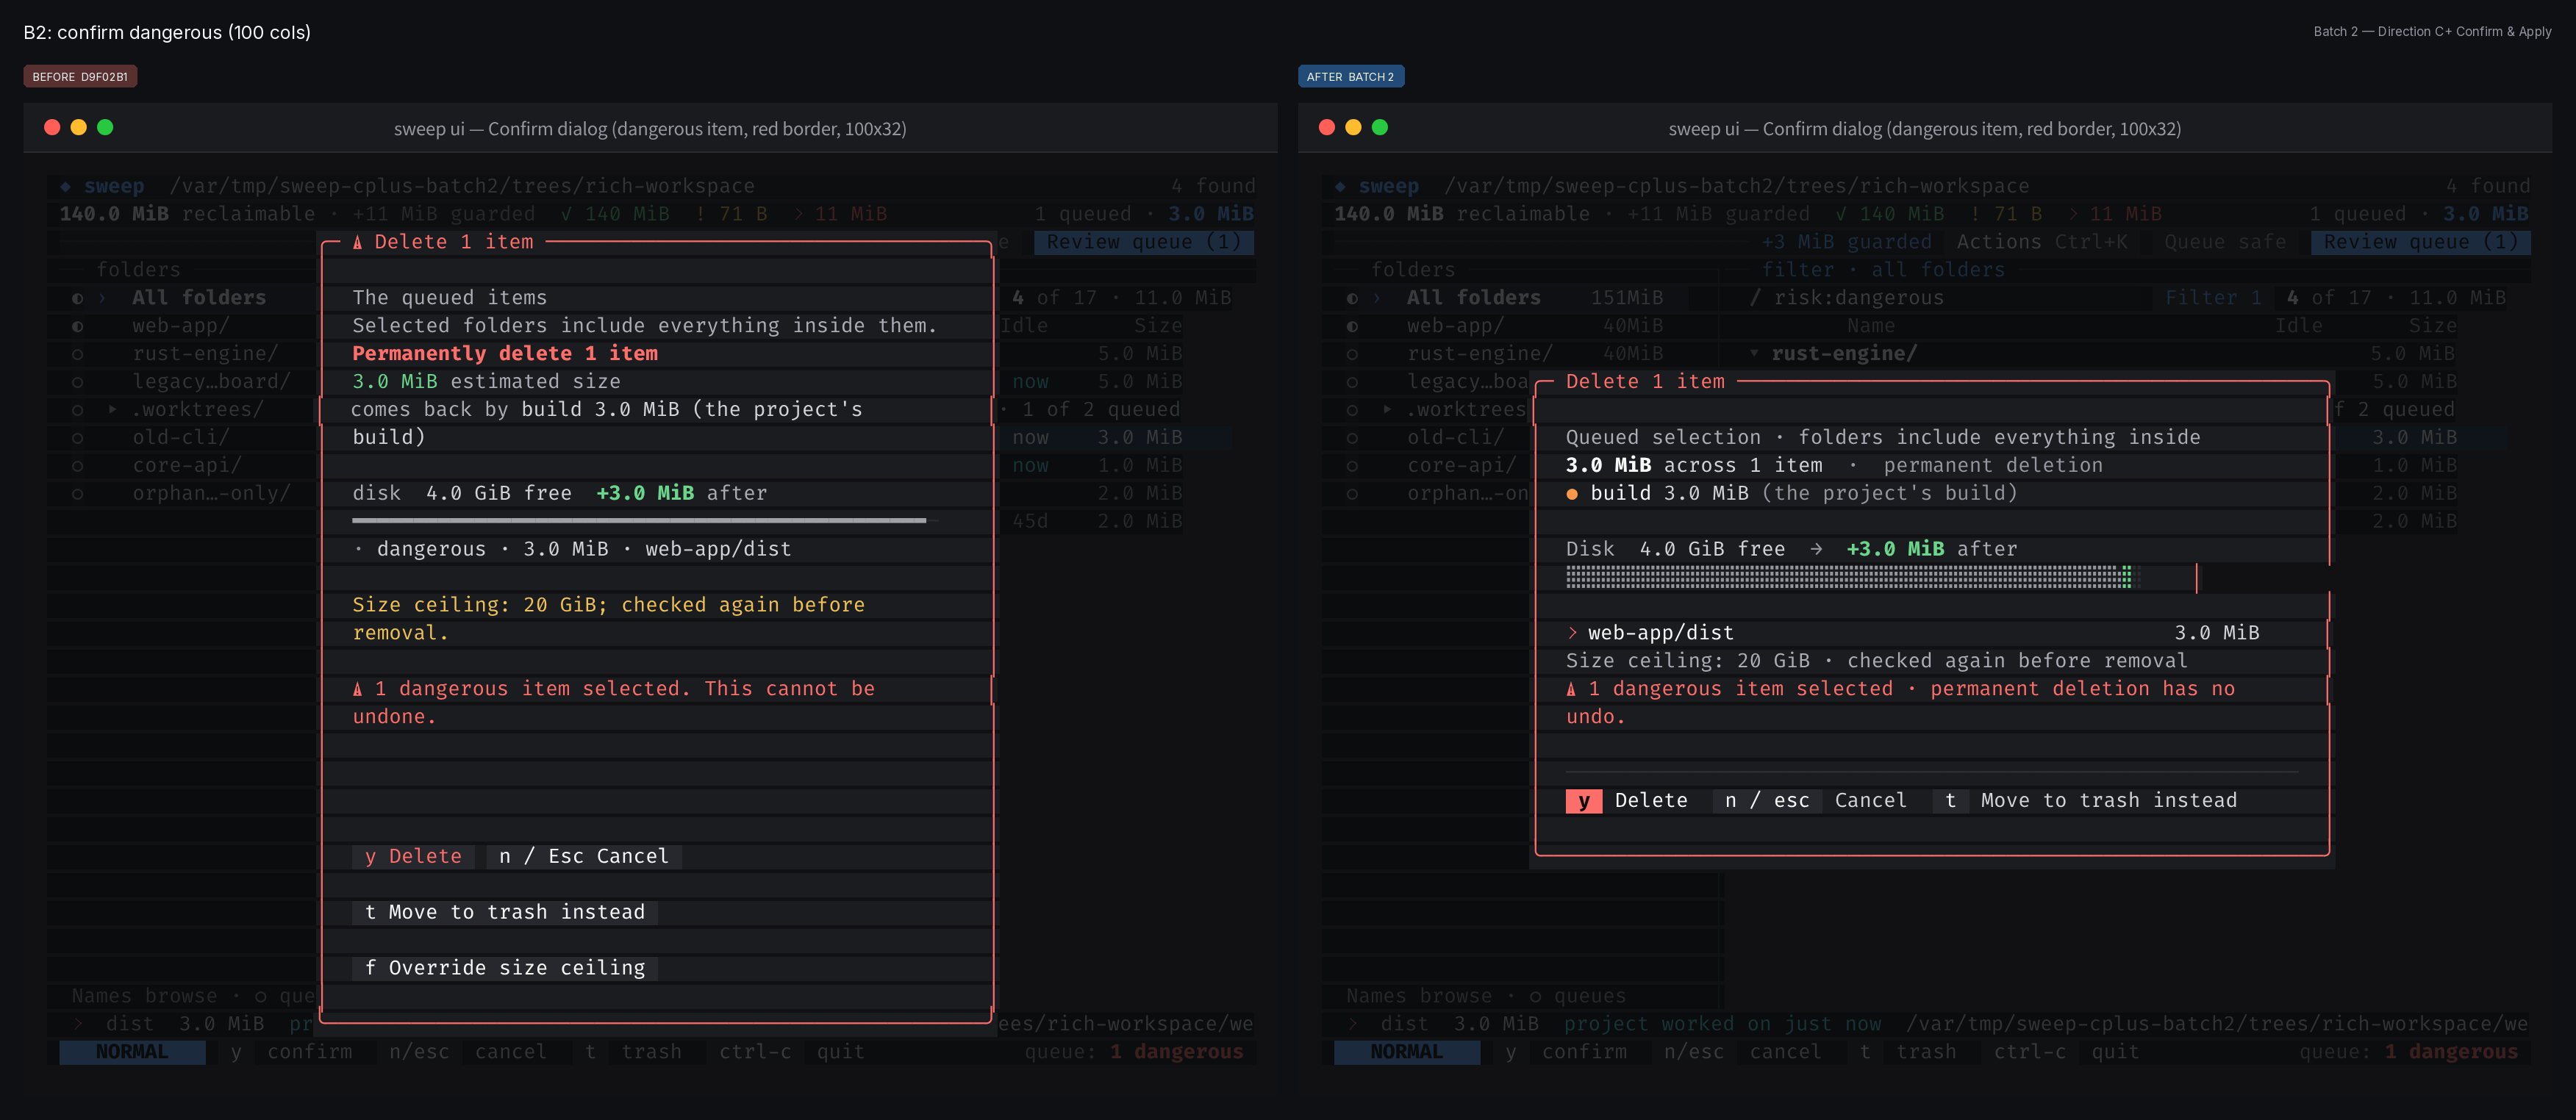 B2: confirm dangerous (100 cols)
Batch 2 — Direction C+ Confirm & Apply
BEFORE D9F02B1
sweep ui — Confirm dialog (dangerous item, red border, 100x32)
◆ sweep /var/tmp/sweep-cplus-batch2/trees/rich-workspace 4 found
140.0 MiB reclaimable · +11 MiB guarded √ 140 MiB ! 71 B > 11 MiB 1 queued · 3.0 MiB
⚠ Delete 1 item e Review queue (1)
folders
◐ › All folders The queued items 4 of 17 · 11.0 MiB
◐ web-app/ Selected folders include everything inside them. Idle Size
○ rust-engine/ Permanently delete 1 item 5.0 MiB
○ legacy…board/ 3.0 MiB estimated size now 5.0 MiB
○ ▸ .worktrees/ comes back by build 3.0 MiB (the project's · 1 of 2 queued
○ old-cli/ build) now 3.0 MiB
○ core-api/ now 1.0 MiB
○ orphan…-only/ disk 4.0 GiB free +3.0 MiB after 2.0 MiB
45d 2.0 MiB
· dangerous · 3.0 MiB · web-app/dist
Size ceiling: 20 GiB; checked again before
removal.
⚠ 1 dangerous item selected. This cannot be
undone.
y Delete n / Esc Cancel
t Move to trash instead
f Override size ceiling
Names browse · ○ que
> dist 3.0 MiB pr ees/rich-workspace/we
NORMAL y confirm n/esc cancel t trash ctrl-c quit queue: 1 dangerous
AFTER BATCH 2
sweep ui — Confirm dialog (dangerous item, red border, 100x32)
◆ sweep /var/tmp/sweep-cplus-batch2/trees/rich-workspace 4 found
140.0 MiB reclaimable · +11 MiB guarded √ 140 MiB ! 71 B > 11 MiB 1 queued · 3.0 MiB
+3 MiB guarded Actions Ctrl+K Queue safe Review queue (1)
folders filter · all folders
◐ › All folders 151MiB / risk:dangerous Filter 1 4 of 17 · 11.0 MiB
◐ web-app/ 40MiB Name Idle Size
○ rust-engine/ 40MiB ▾ rust-engine/ 5.0 MiB
○ legacy…boa Delete 1 item 5.0 MiB
○ ▸ .worktrees f 2 queued
○ old-cli/ Queued selection · folders include everything inside 3.0 MiB
○ core-api/ 3.0 MiB across 1 item · permanent deletion 1.0 MiB
○ orphan…-on ● build 3.0 MiB (the project's build) 2.0 MiB
2.0 MiB
Disk 4.0 GiB free → +3.0 MiB after
> web-app/dist 3.0 MiB
Size ceiling: 20 GiB · checked again before removal
⚠ 1 dangerous item selected · permanent deletion has no
undo.
y Delete n / esc Cancel t Move to trash instead
Names browse · ○ queues
> dist 3.0 MiB project worked on just now /var/tmp/sweep-cplus-batch2/trees/rich-workspace/we
NORMAL y confirm n/esc cancel t trash ctrl-c quit queue: 1 dangerous